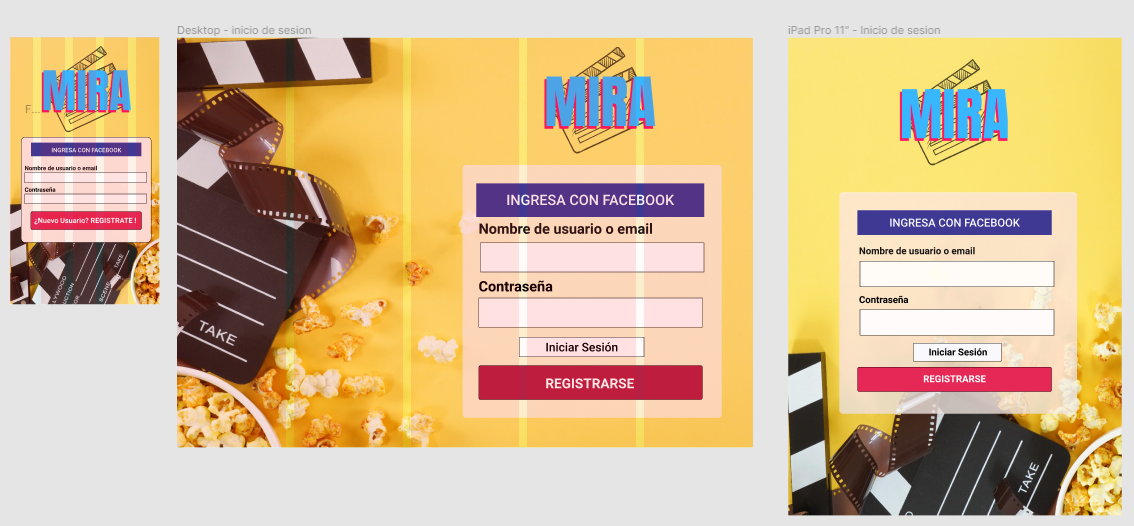 F...
MIRA
INGRESA CON FACEBOOK
Nombre de usuario o email
Contraseña
¿Nuevo Usuario? REGISTRATE !
TAKE
SCENE
Desktop - inicio de sesion
MIRA
INGRESA CON FACEBOOK
Nombre de usuario o email
Contraseña
Iniciar Sesión
REGISTRARSE
TAKE
iPad Pro 11" - Inicio de sesion
MIRA
INGRESA CON FACEBOOK
Nombre de usuario o email
Contraseña
Iniciar Sesión
REGISTRARSE
TAKE